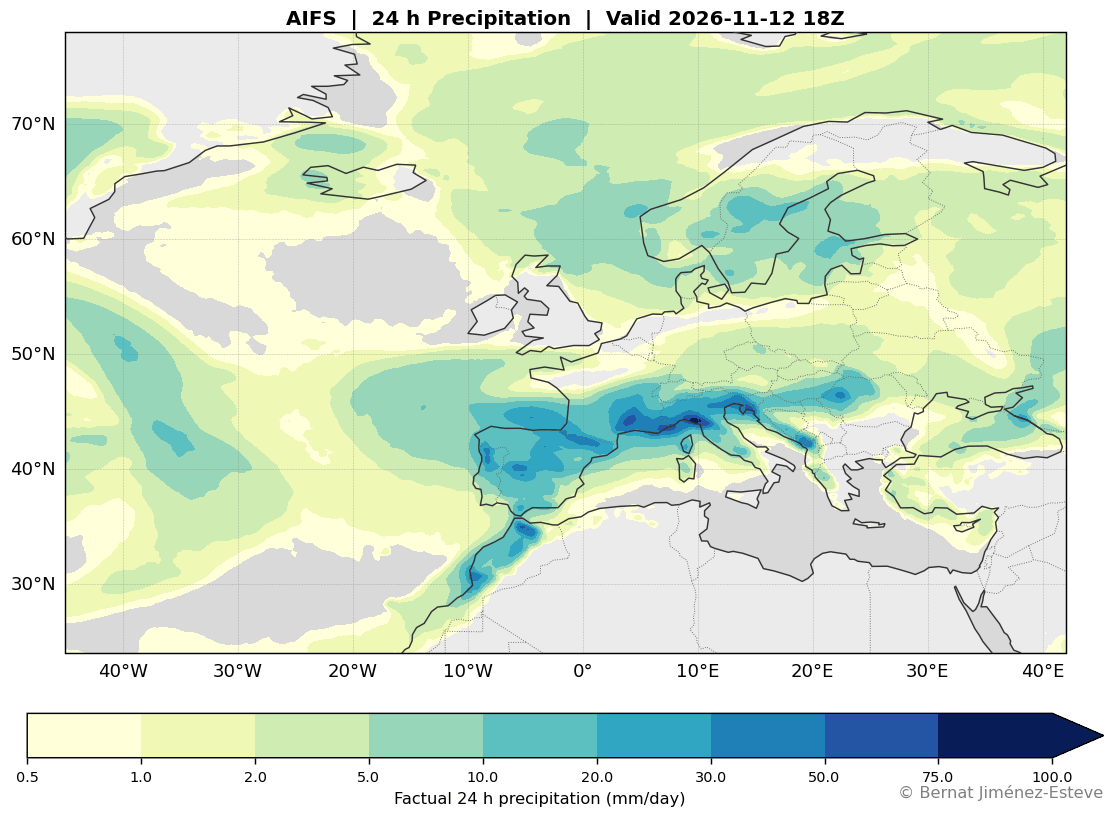 AIFS | 24 h Precipitation | Valid 2026-11-12 18Z
70°N
60°N
50°N
40°N
30°N
40°W 30°W 20°W 10°W 0° 10°E 20°E 30°E 40°E
0.5 1.0 2.0 5.0 10.0 20.0 30.0 50.0 75.0 100.0
Factual 24 h precipitation (mm/day)
© Bernat Jiménez-Esteve